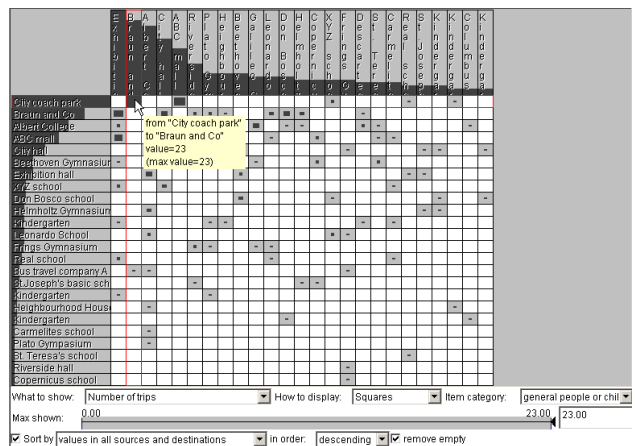 City coach park
Braun and Co
Albert College
ABC mall
City hall
Beethoven Gymnasiur
Exhibition hall
XYZ school
Don Bosco school
Helmholtz Gymnasiun
Kindergarten
Leonardo School
Frings Gymnasium
Real school
Bus travel company A
St.Joseph's basic sch
Kindergarten
Neighbourhood House
Kindergarten
Carmelites school
Plato Gympasium
St. Teresa's school
Riverside hall
Copernicus school
from "City coach park"
to "Braun and Co"
value=23
(max value=23)
What to show: Number of trips How to display: Squares Item category: general people or chil
Max shown: 0.00 23.00 23.00
Sort by values in all sources and destinations in order: descending remove empty